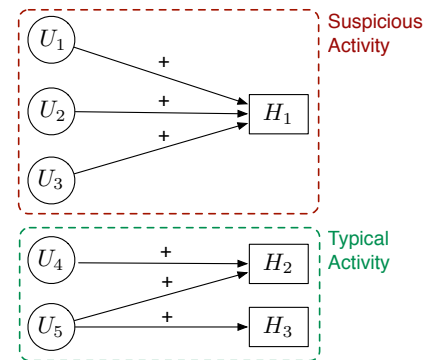 Suspicious
Activity
U1
+
U2
+
H1
+
U3
Typical
Activity
U4
+
H2
+
U5
+
H3